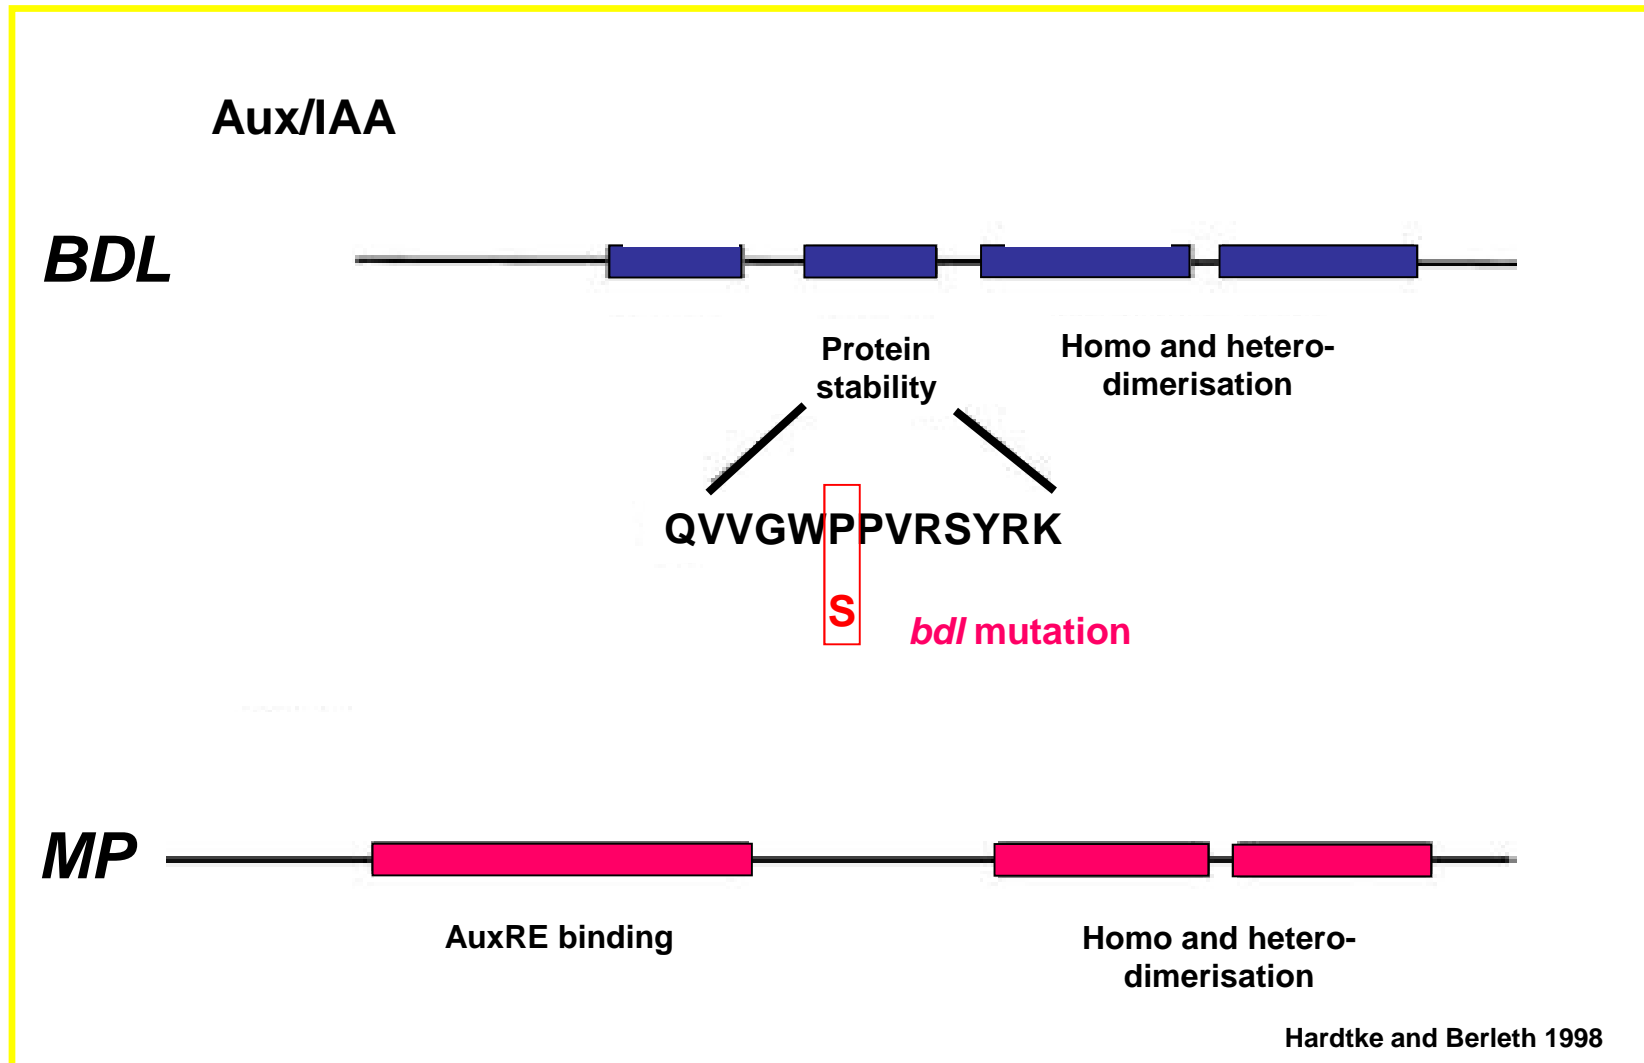 Aux/IAA
BDL
Protein
stability
Homo and hetero-
dimerisation
QVVGWPPVRSYRK
S
bdl mutation
MP
AuxRE binding
Homo and hetero-
dimerisation
Hardtke and Berleth 1998